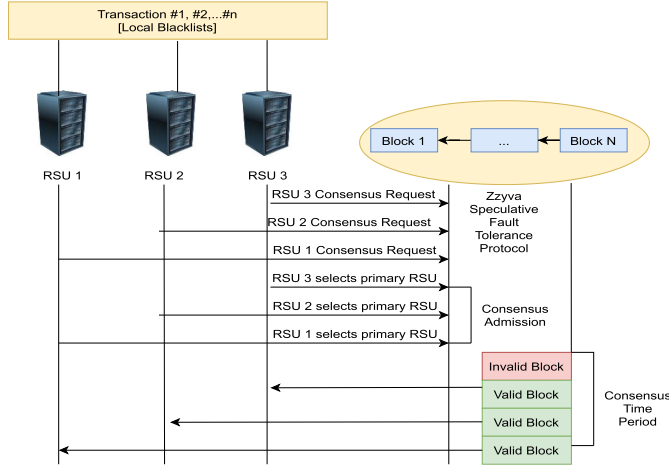 Transaction #1, #2,...#n
[Local Blacklists]
Block 1
...
Block N
RSU 1
RSU 2
RSU 3
RSU 3 Consensus Request
RSU 2 Consensus Request
RSU 1 Consensus Request
Zzyva
Speculative
Fault
Tolerance
Protocol
RSU 3 selects primary RSU
RSU 2 selects primary RSU
RSU 1 selects primary RSU
Consensus
Admission
Invalid Block
Valid Block
Valid Block
Valid Block
Consensus
Time
Period